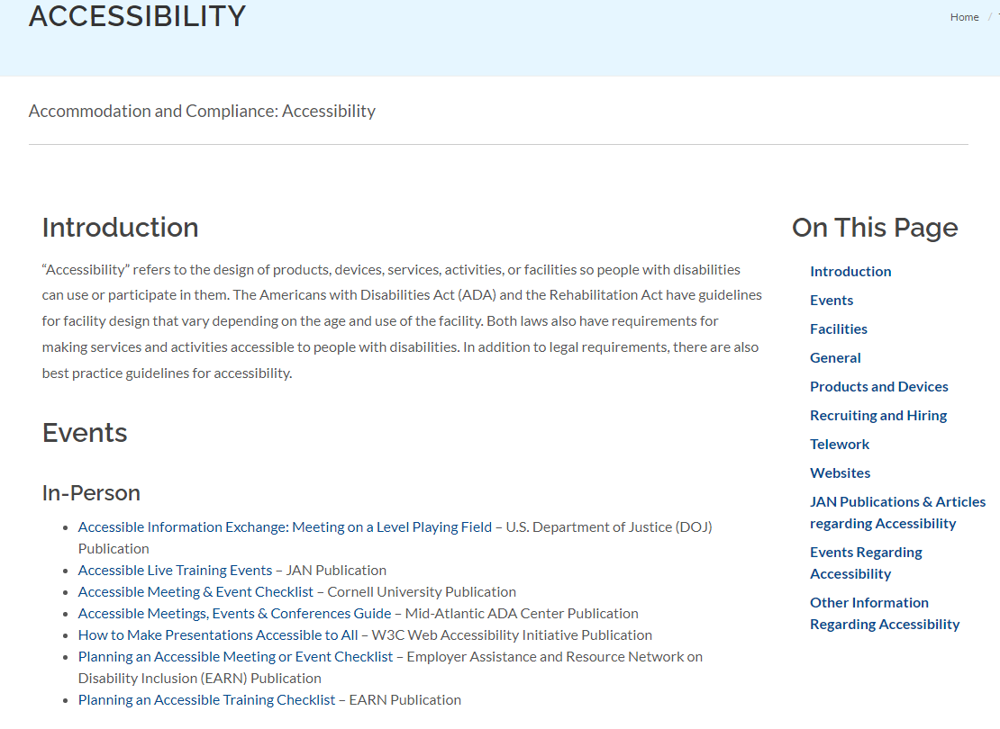 ACCESSIBILITY
Home /
Accommodation and Compliance: Accessibility
Introduction
“Accessibility” refers to the design of products, devices, services, activities, or facilities so people with disabilities
can use or participate in them. The Americans with Disabilities Act (ADA) and the Rehabilitation Act have guidelines
for facility design that vary depending on the age and use of the facility. Both laws also have requirements for
making services and activities accessible to people with disabilities. In addition to legal requirements, there are also
best practice guidelines for accessibility.
Events
In-Person
• Accessible Information Exchange: Meeting on a Level Playing Field – U.S. Department of Justice (DOJ)
Publication
• Accessible Live Training Events – JAN Publication
• Accessible Meeting & Event Checklist – Cornell University Publication
• Accessible Meetings, Events & Conferences Guide – Mid-Atlantic ADA Center Publication
• How to Make Presentations Accessible to All – W3C Web Accessibility Initiative Publication
• Planning an Accessible Meeting or Event Checklist – Employer Assistance and Resource Network on
Disability Inclusion (EARN) Publication
• Planning an Accessible Training Checklist – EARN Publication
On This Page
Introduction
Events
Facilities
General
Products and Devices
Recruiting and Hiring
Telework
Websites
JAN Publications & Articles
regarding Accessibility
Events Regarding
Accessibility
Other Information
Regarding Accessibility